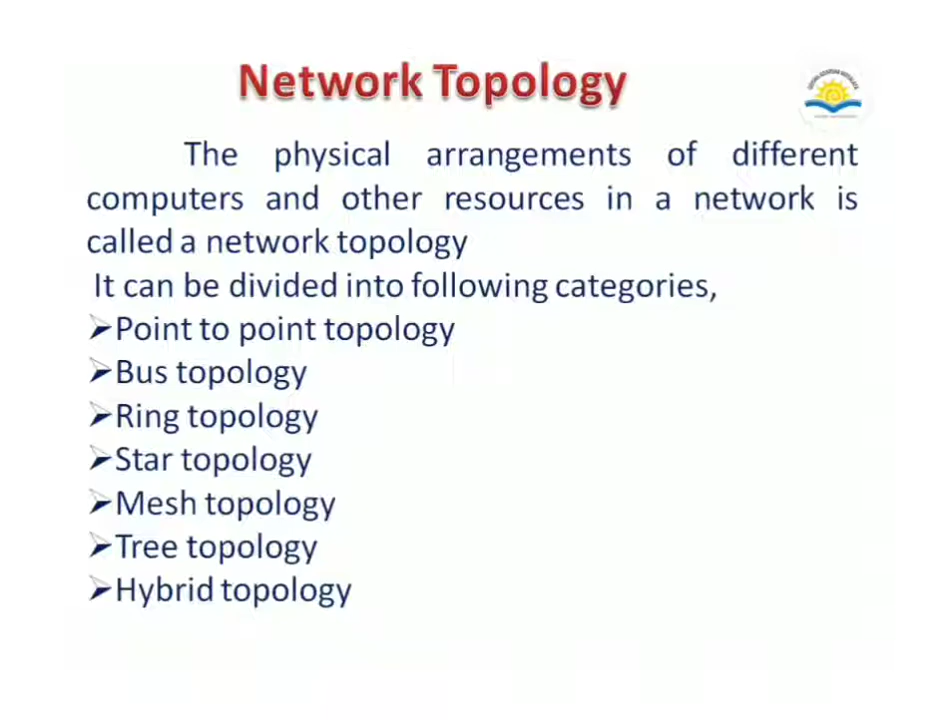 Network Topology
The physical arrangements of different
computers and other resources in a network is
called a network topology
It can be divided into following categories,
➢Point to point topology
➢Bus topology
➢Ring topology
➢Star topology
➢Mesh topology
➢Tree topology
➢Hybrid topology